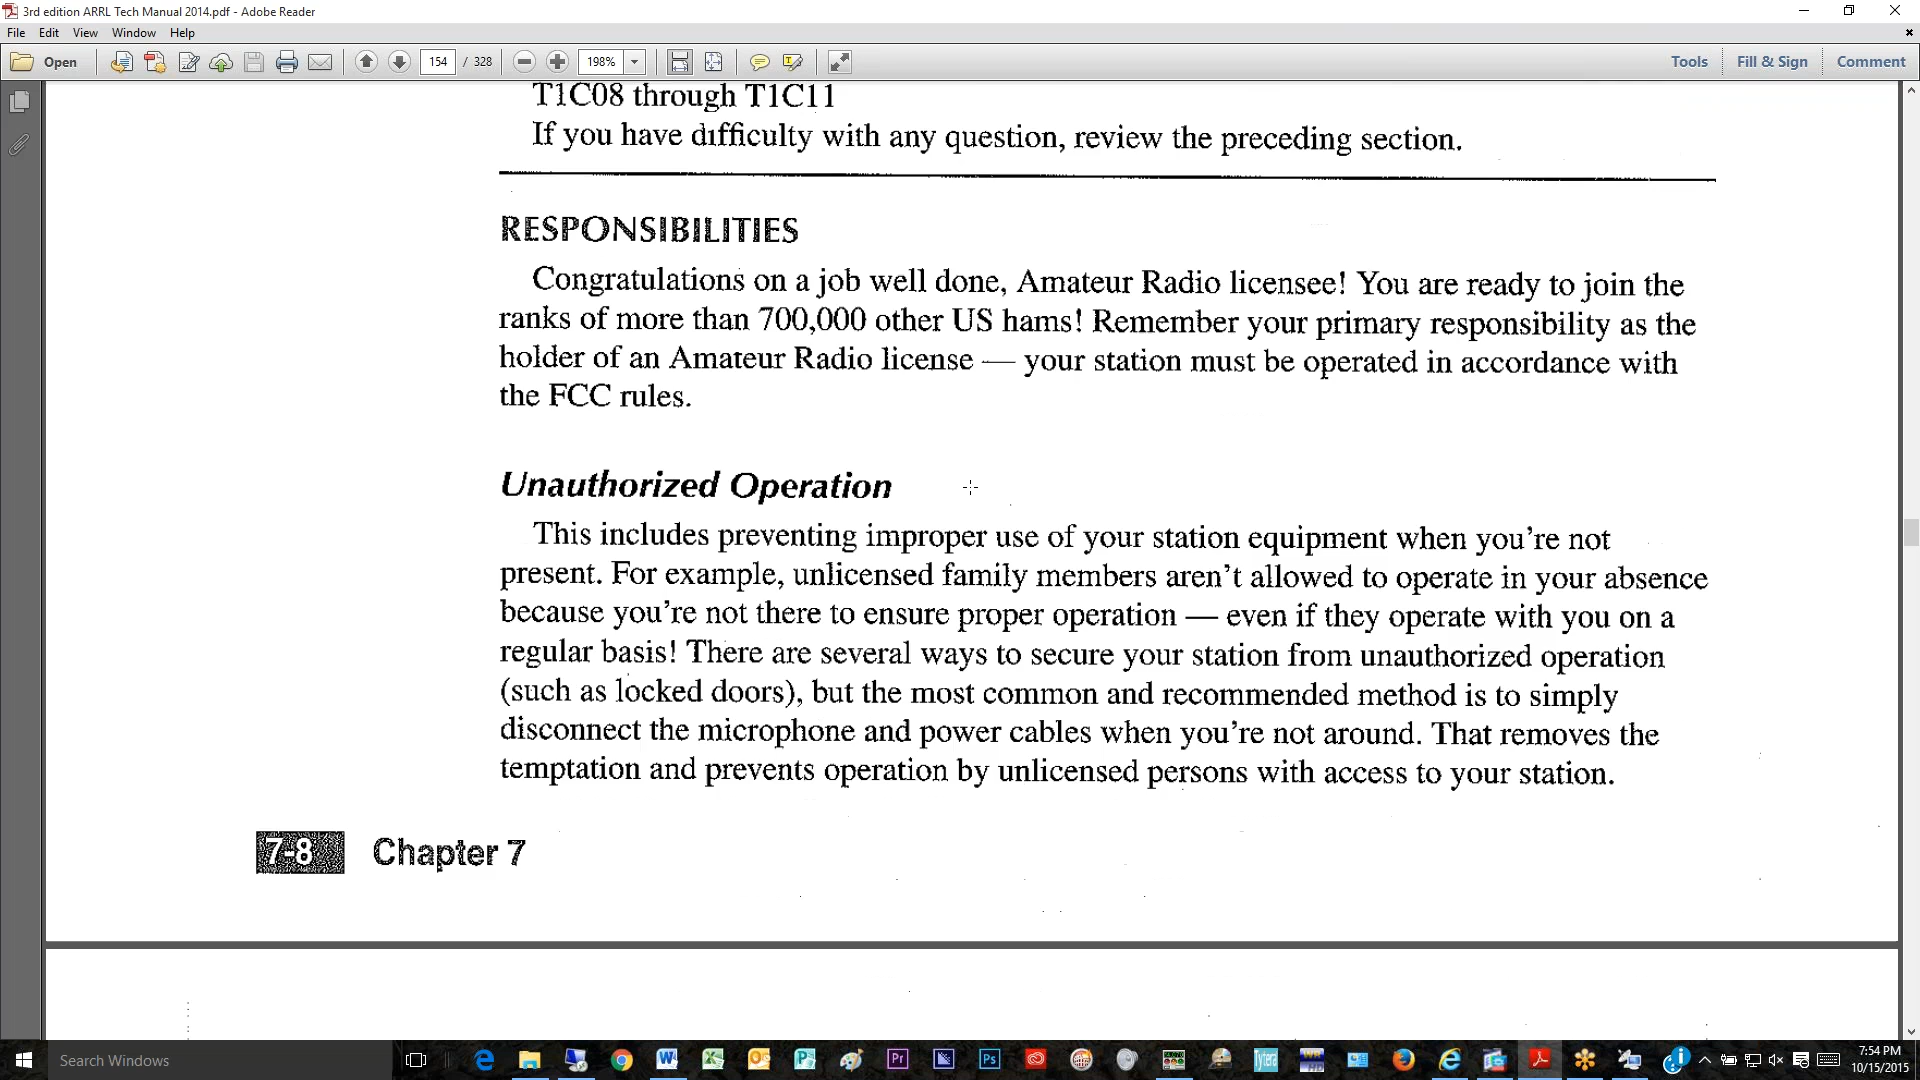 3rd edition ARRL Tech Manual 2014.pdf - Adobe Reader
File Edit View Window Help
Open 154 / 328 198% Tools Fill & Sign Comment
T1C08 through T1C11
If you have difficulty with any question, review the preceding section.
RESPONSIBILITIES
Congratulations on a job well done, Amateur Radio licensee! You are ready to join the
ranks of more than 700,000 other US hams! Remember your primary responsibility as the
holder of an Amateur Radio license — your station must be operated in accordance with
the FCC rules.
Unauthorized Operation
This includes preventing improper use of your station equipment when you're not
present. For example, unlicensed family members aren't allowed to operate in your absence
because you're not there to ensure proper operation — even if they operate with you on a
regular basis! There are several ways to secure your station from unauthorized operation
(such as locked doors), but the most common and recommended method is to simply
disconnect the microphone and power cables when you're not around. That removes the
temptation and prevents operation by unlicensed persons with access to your station.
7-8 Chapter 7
Search Windows
Pr Ps Tytera
7:54 PM
10/15/2015